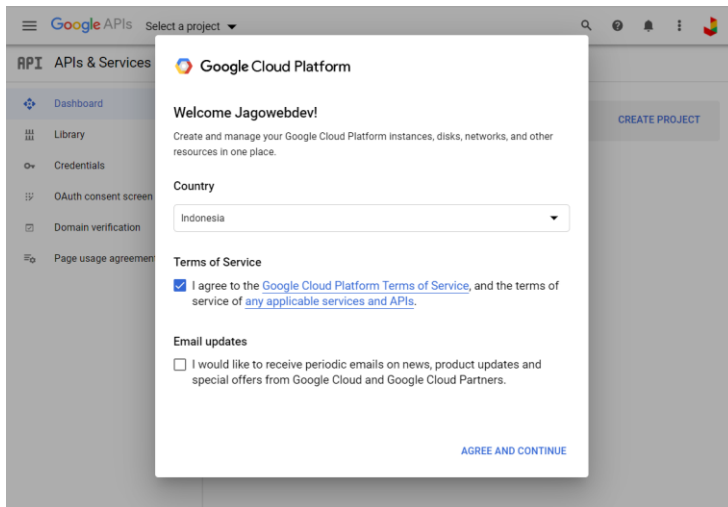 Google APIs
Select a project
API APIs & Services
Dashboard
Library
Credentials
OAuth consent screen
Domain verification
Page usage agreemen
CREATE PROJECT
Google Cloud Platform
Welcome Jagowebdev!
Create and manage your Google Cloud Platform instances, disks, networks, and other
resources in one place.
Country
Indonesia
Terms of Service
I agree to the Google Cloud Platform Terms of Service, and the terms of
service of any applicable services and APIs.
Email updates
I would like to receive periodic emails on news, product updates and
special offers from Google Cloud and Google Cloud Partners.
AGREE AND CONTINUE